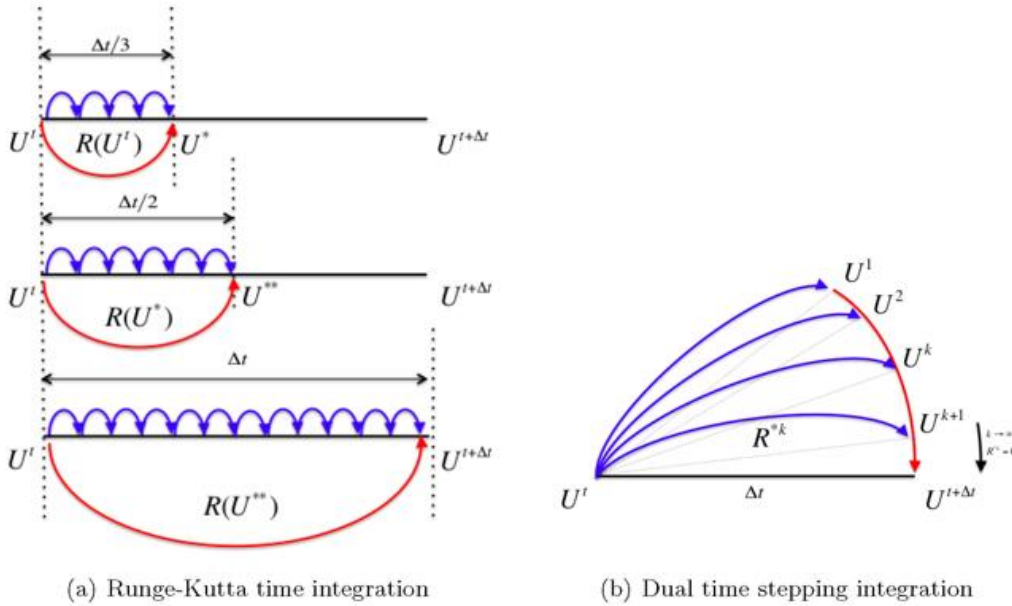 Δt/3
U^t R(U^t) U^* U^{t+Δt}
Δt/2
U^t R(U^*) U^{**} U^{t+Δt}
Δt
U^t R(U^{**}) U^{t+Δt}
(a) Runge-Kutta time integration
U^1
U^2
U^k
U^{k+1}
R^{*k}
U^t Δt U^{t+Δt}
(b) Dual time stepping integration